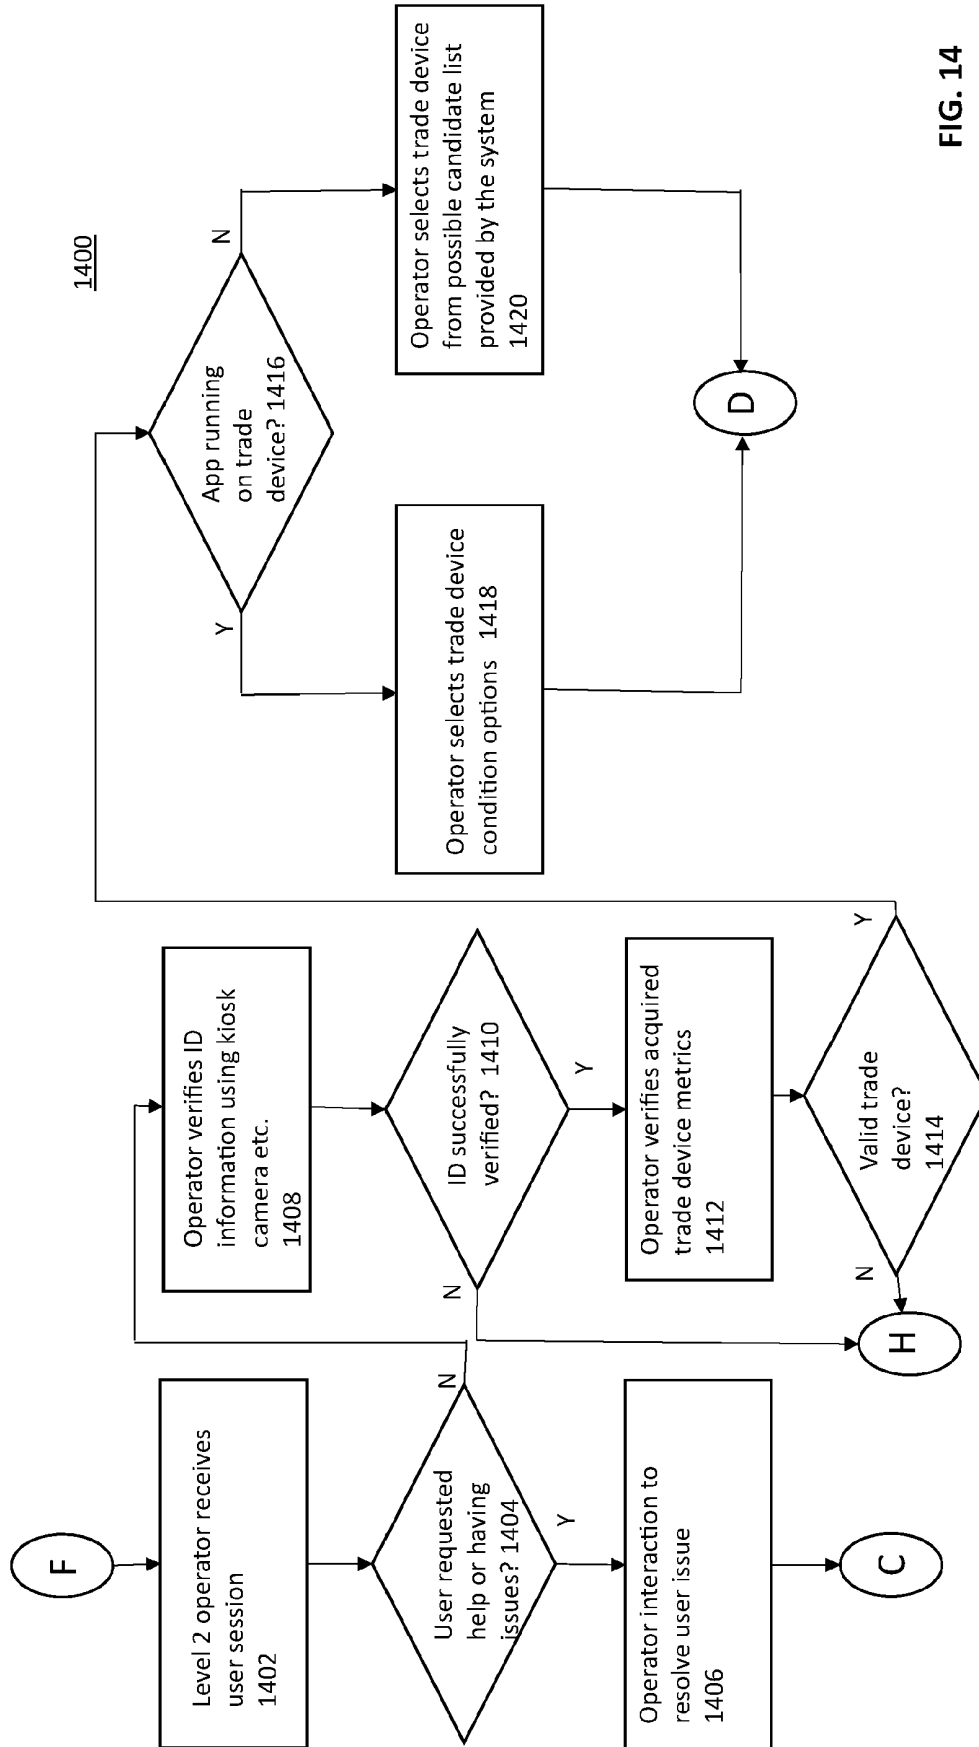 1400
F
Level 2 operator receives
user session
1402
User requested
help or having
issues? 1404
N
Y
Operator interaction to
resolve user issue
1406
C
Operator verifies ID
information using kiosk
camera etc.
1408
ID successfully
verified? 1410
N
Y
Operator verifies acquired
trade device metrics
1412
Valid trade
device?
1414
N
Y
H
App running
on trade
device? 1416
Y
N
Operator selects trade device
condition options 1418
Operator selects trade device
from possible candidate list
provided by the system
1420
D
FIG. 14